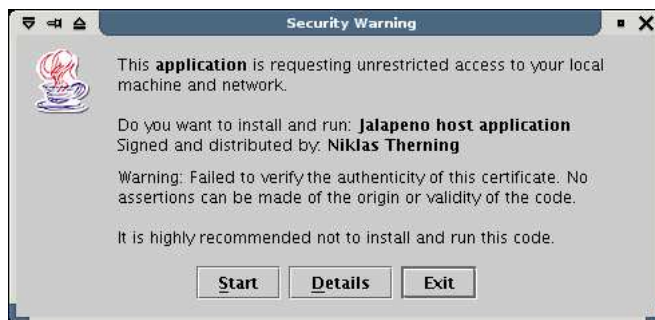 Security Warning
This application is requesting unrestricted access to your local
machine and network.
Do you want to install and run: Jalapeno host application
Signed and distributed by: Niklas Therning
Warning: Failed to verify the authenticity of this certificate. No
assertions can be made of the origin or validity of the code.
It is highly recommended not to install and run this code.
Start Details Exit